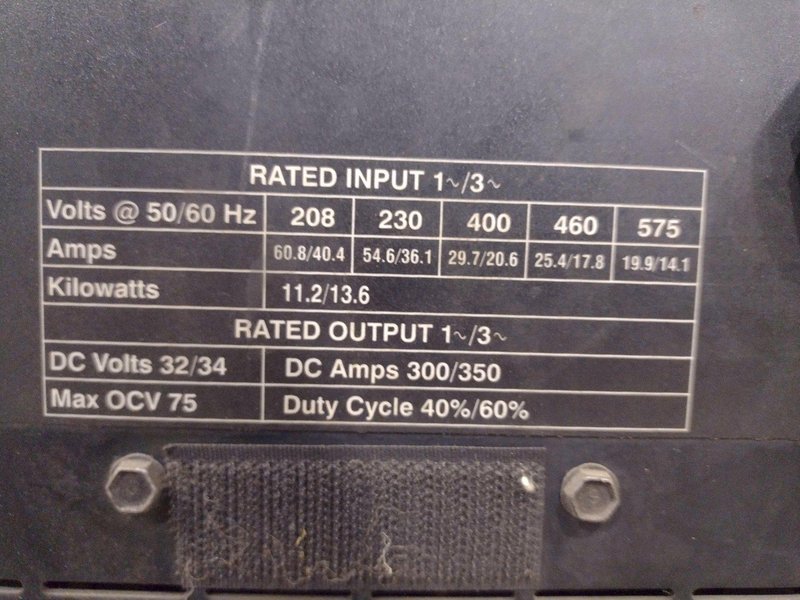 RATED INPUT 1~/3~
Volts @ 50/60 Hz 208 230 400 460 575
Amps 60.8/40.4 54.6/36.1 29.7/20.6 25.4/17.8 19.9/14.1
Kilowatts 11.2/13.6
RATED OUTPUT 1~/3~
DC Volts 32/34 DC Amps 300/350
Max OCV 75 Duty Cycle 40%/60%